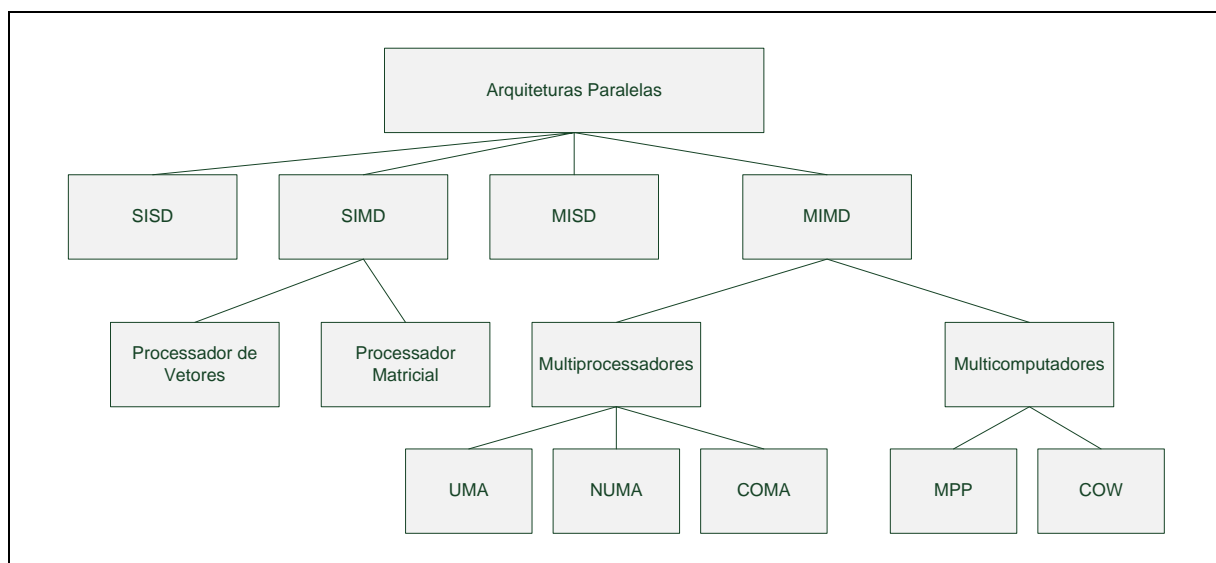 Arquiteturas Paralelas
SISD
SIMD
MISD
MIMD
Processador de
Vetores
Processador
Matricial
Multiprocessadores
Multicomputadores
UMA
NUMA
COMA
MPP
COW